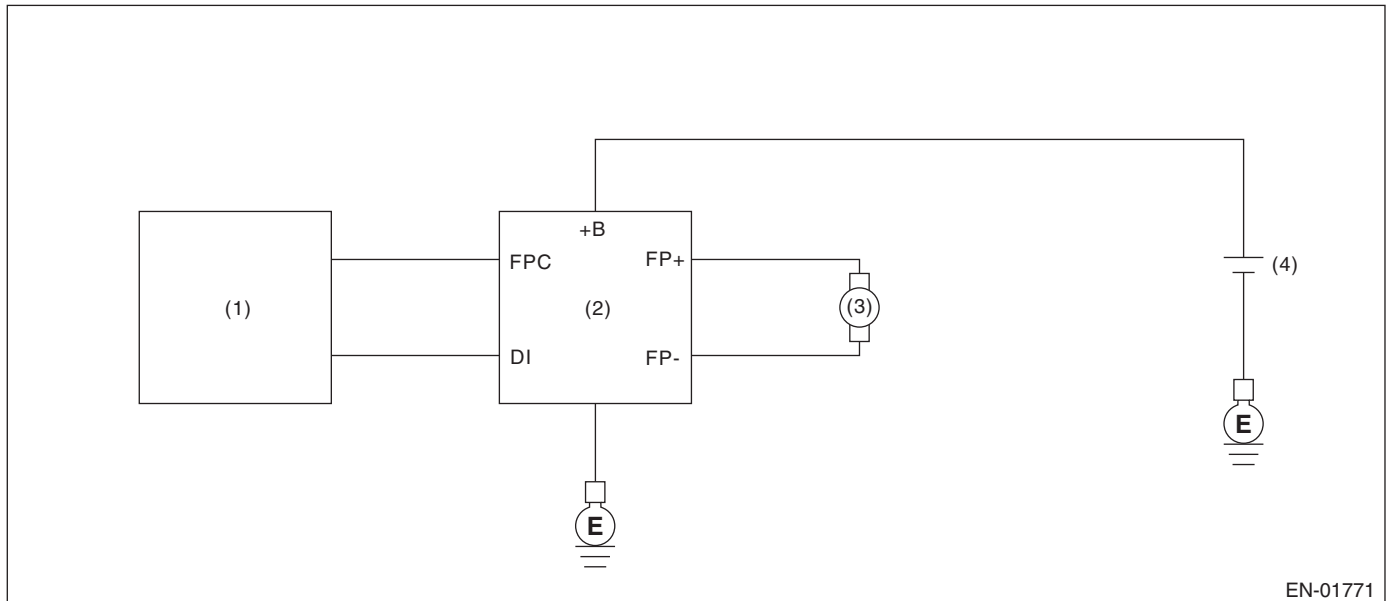 +B
(1)
FPC
DI
(2)
FP+
FP-
(3)
(4)
E
E
EN-01771